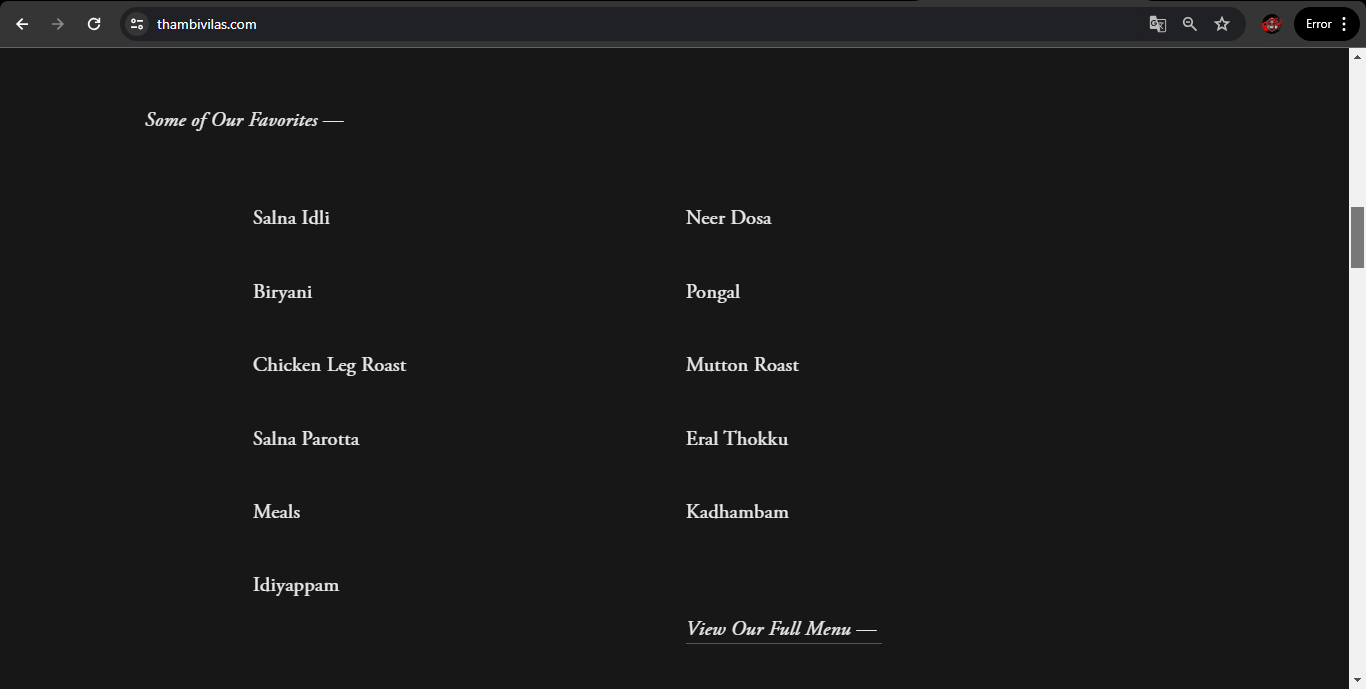 thambivilas.com
Error
Some of Our Favorites —
Salna Idli
Neer Dosa
Biryani
Pongal
Chicken Leg Roast
Mutton Roast
Salna Parotta
Eral Thokku
Meals
Kadhambam
Idiyappam
View Our Full Menu —